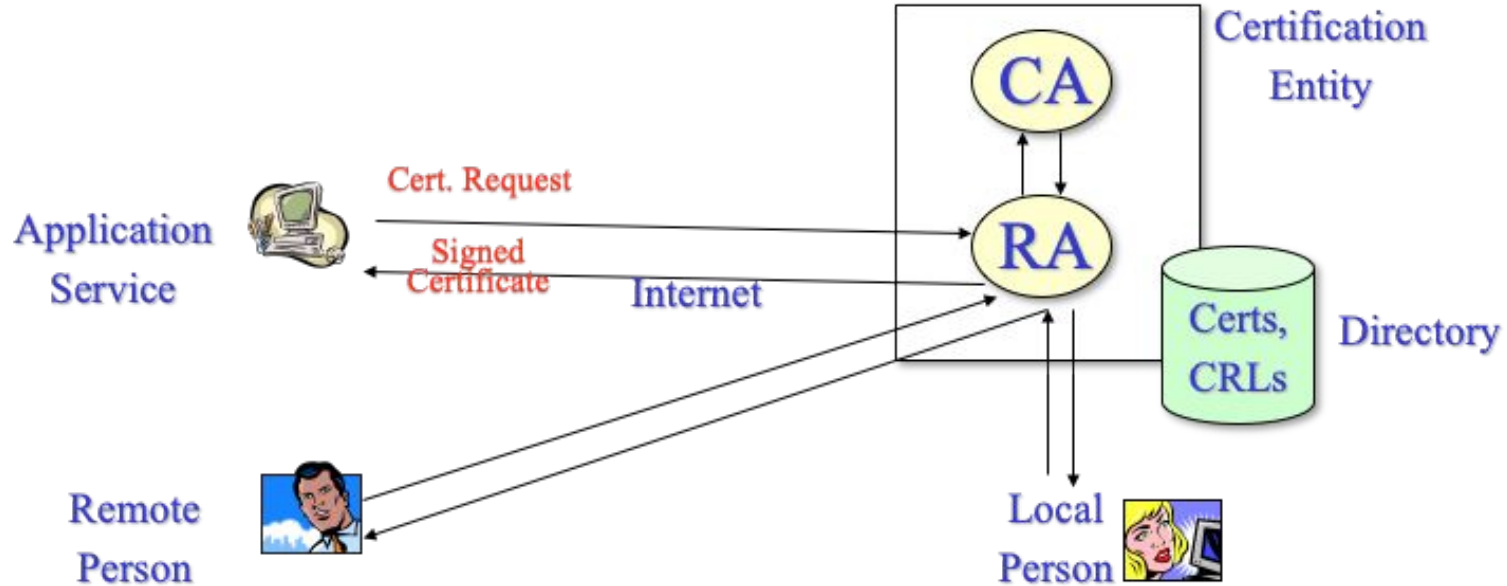 Certification
Entity
CA
Cert. Request
Application
Service
RA
Signed
Certificate
Internet
Certs,
CRLs
Directory
Remote
Person
Local
Person